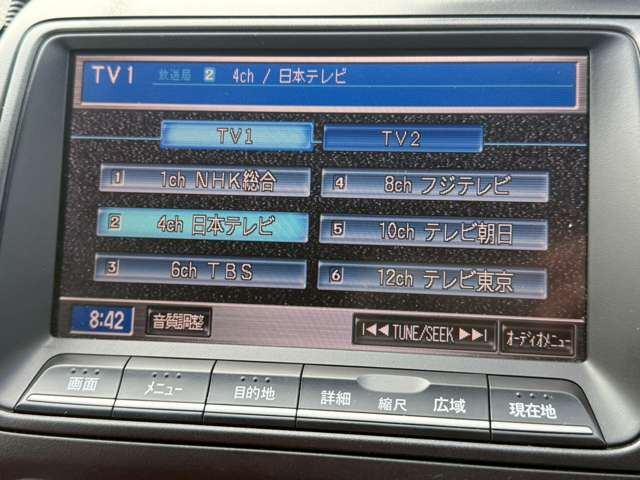 TV1 放送局 2 4ch / 日本テレビ
TV1 TV2
1 1ch NHK総合
4 8ch フジテレビ
2 4ch 日本テレビ
5 10ch テレビ朝日
3 6ch TBS
6 12ch テレビ東京
8:42 音質調整 TUNE/SEEK オーディオメニュー
画面 メニュー 目的地 詳細 縮尺 広域 現在地